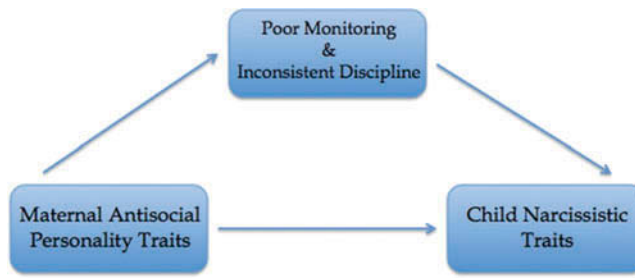 Poor Monitoring
&
Inconsistent Discipline
Maternal Antisocial
Personality Traits
Child Narcissistic
Traits